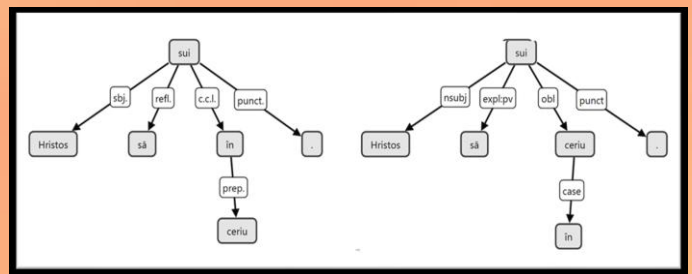 sui
sui
sbj.
refl.
c.c.l.
punct.
nsubj
expl:pv
obl
punct
Hristos
să
în
.
Hristos
să
ceriu
.
prep.
case
ceriu
în